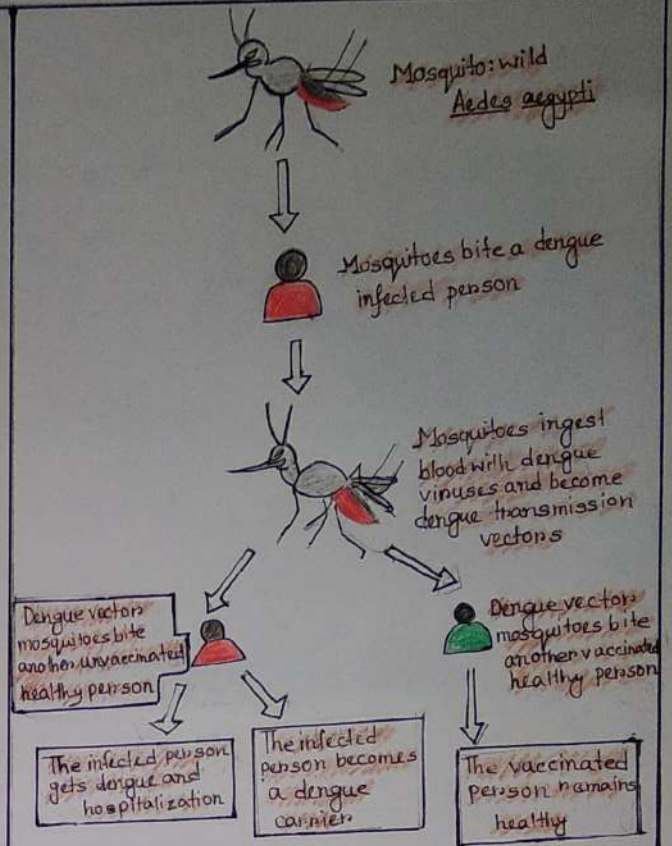 Mosquito: wild
Aedes aegypti
Mosquitoes bite a dengue
infected person
Mosquitoes ingest
blood with dengue
viruses and become
dengue transmission
vectors
Dengue vector
mosquitoes bite
another unvaccinated
healthy person
Dengue vector
mosquitoes bite
another vaccinated
healthy person
The infected person
gets dengue and
hospitalization
The infected
person becomes
a dengue
carrier
The vaccinated
person remains
healthy